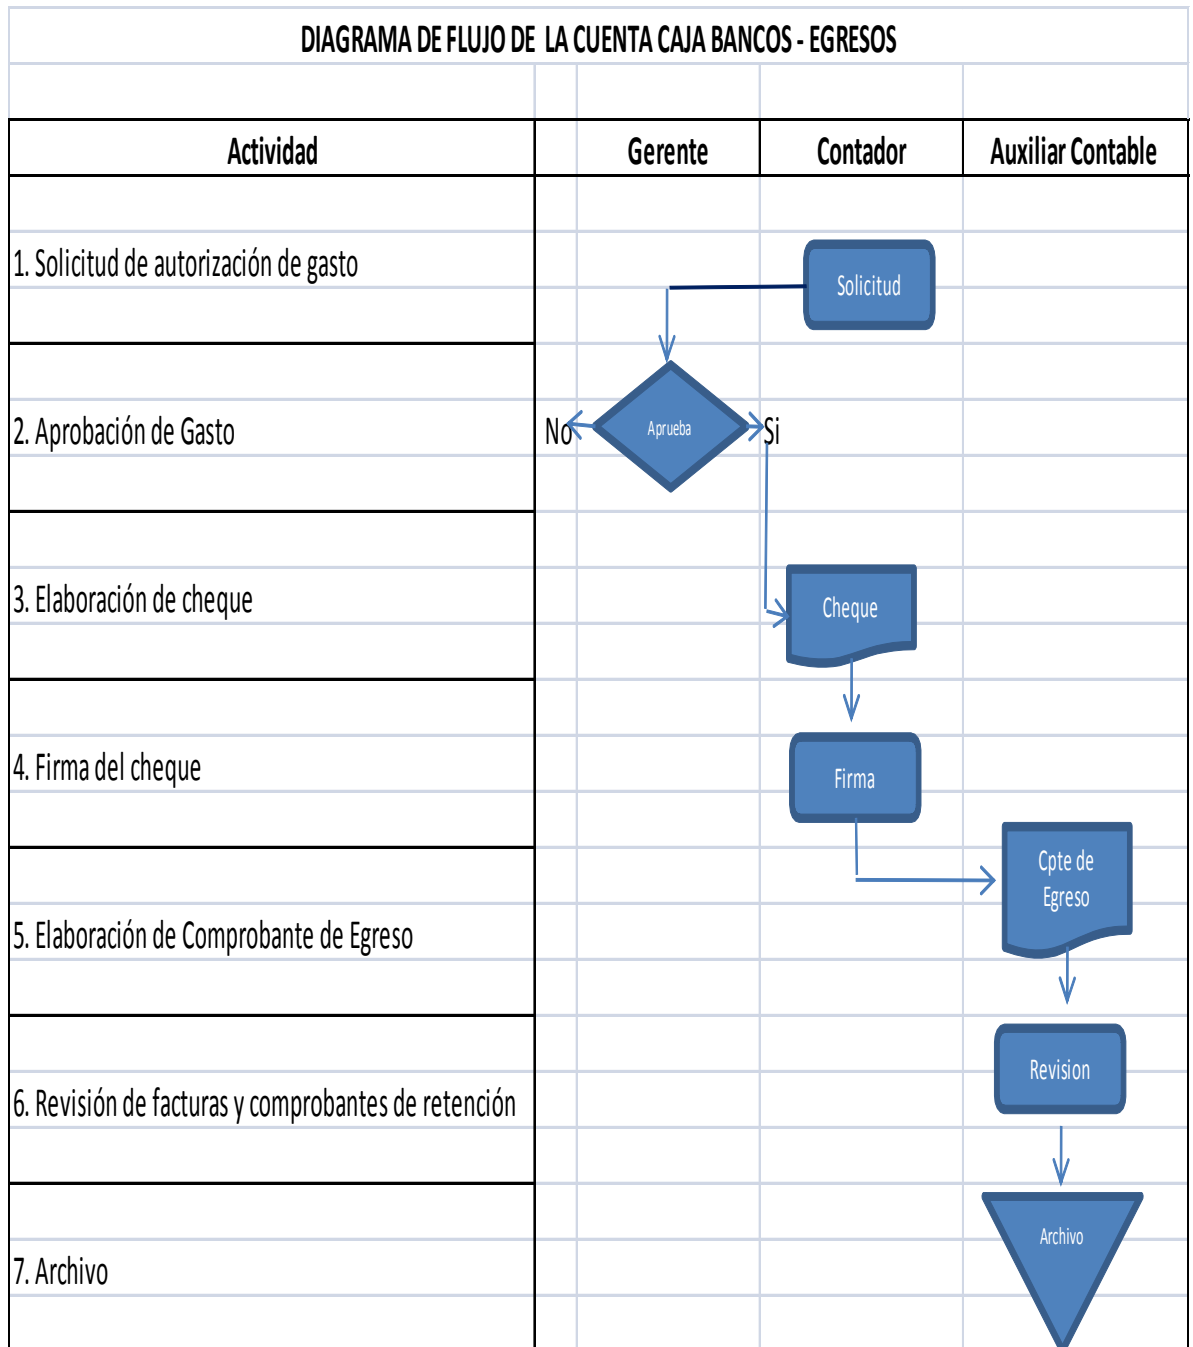 DIAGRAMA DE FLUJO DE LA CUENTA CAJA BANCOS - EGRESOS
Actividad
Gerente
Contador
Auxiliar Contable
1. Solicitud de autorización de gasto
Solicitud
2. Aprobación de Gasto
No
Aprueba
Si
3. Elaboración de cheque
Cheque
4. Firma del cheque
Firma
Cpte de
Egreso
5. Elaboración de Comprobante de Egreso
Revision
6. Revisión de facturas y comprobantes de retención
Archivo
7. Archivo